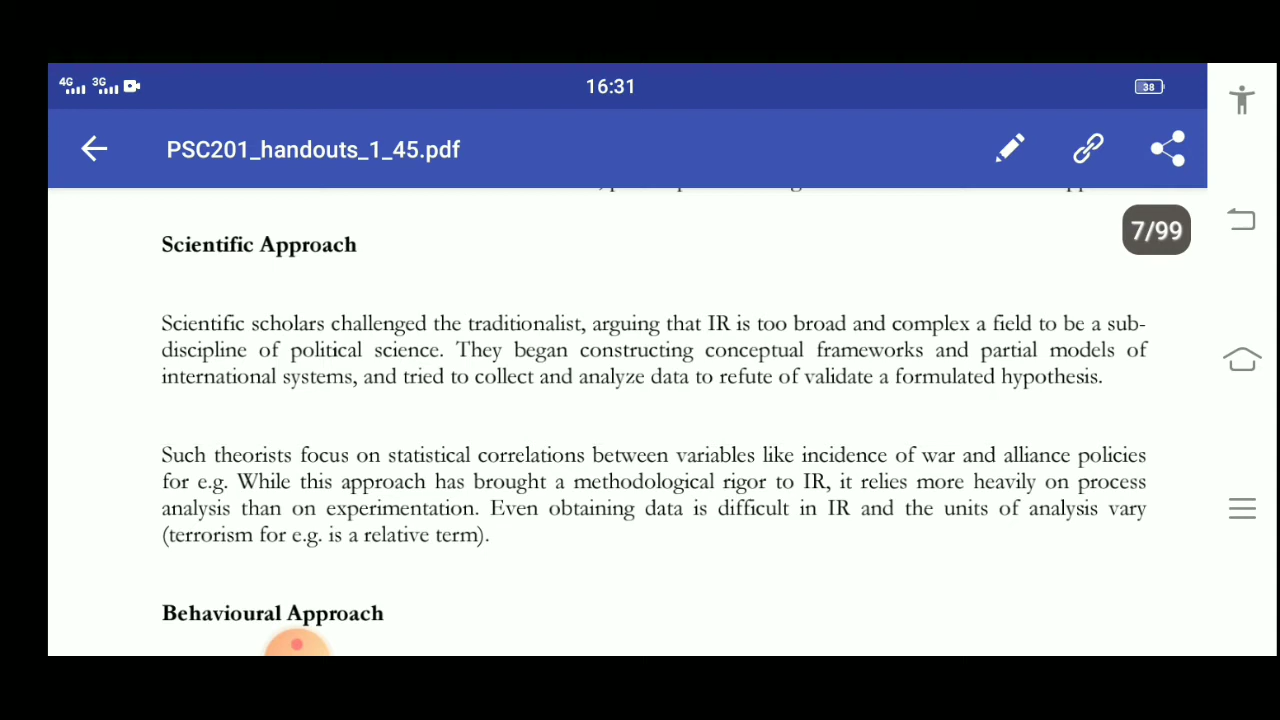 4G 3G 16:31 38
PSC201_handouts_1_45.pdf
7/99
Scientific Approach
Scientific scholars challenged the traditionalist, arguing that IR is too broad and complex a field to be a sub-
discipline of political science. They began constructing conceptual frameworks and partial models of
international systems, and tried to collect and analyze data to refute of validate a formulated hypothesis.
Such theorists focus on statistical correlations between variables like incidence of war and alliance policies
for e.g. While this approach has brought a methodological rigor to IR, it relies more heavily on process
analysis than on experimentation. Even obtaining data is difficult in IR and the units of analysis vary
(terrorism for e.g. is a relative term).
Behavioural Approach